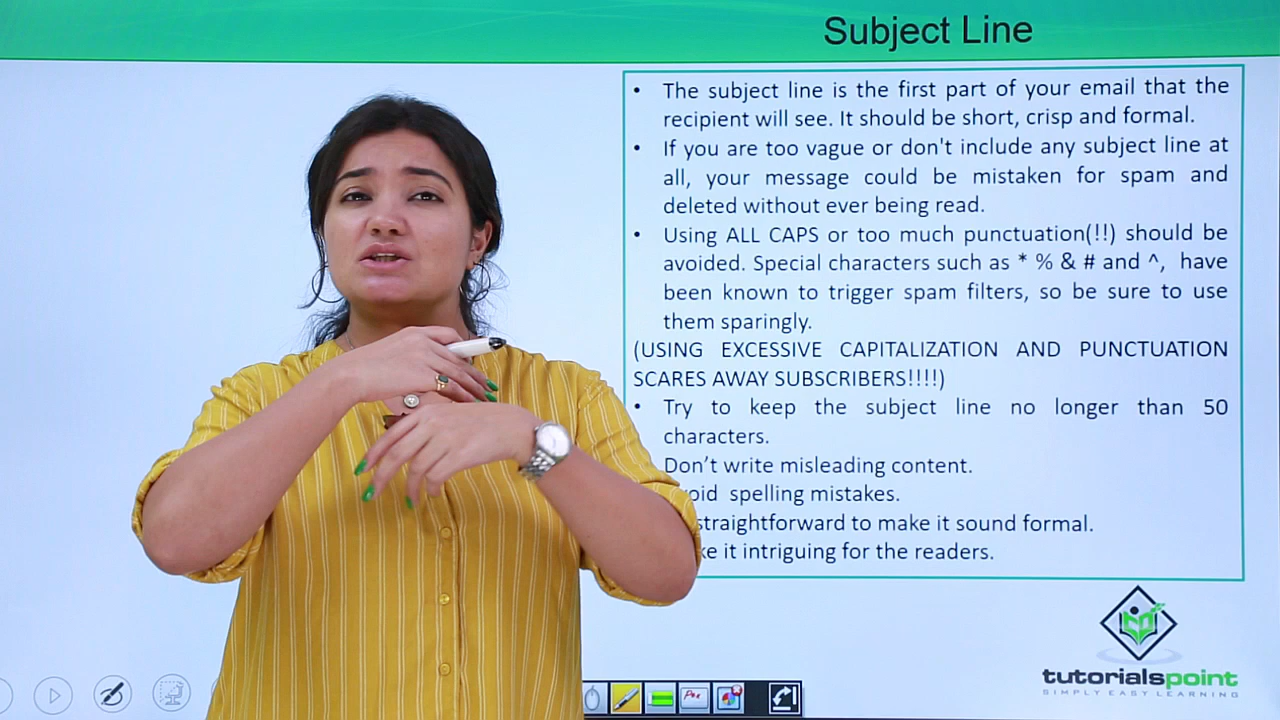 Subject Line
• The subject line is the first part of your email that the
recipient will see. It should be short, crisp and formal.
• If you are too vague or don't include any subject line at
all, your message could be mistaken for spam and
deleted without ever being read.
• Using ALL CAPS or too much punctuation(!!) should be
avoided. Special characters such as * % & # and ^, have
been known to trigger spam filters, so be sure to use
them sparingly.
(USING EXCESSIVE CAPITALIZATION AND PUNCTUATION
SCARES AWAY SUBSCRIBERS!!!!)
• Try to keep the subject line no longer than 50
characters.
Don’t write misleading content.
spelling mistakes.
straightforward to make it sound formal.
it intriguing for the readers.
tutorialspoint
SIMPLY EASY LEARNING